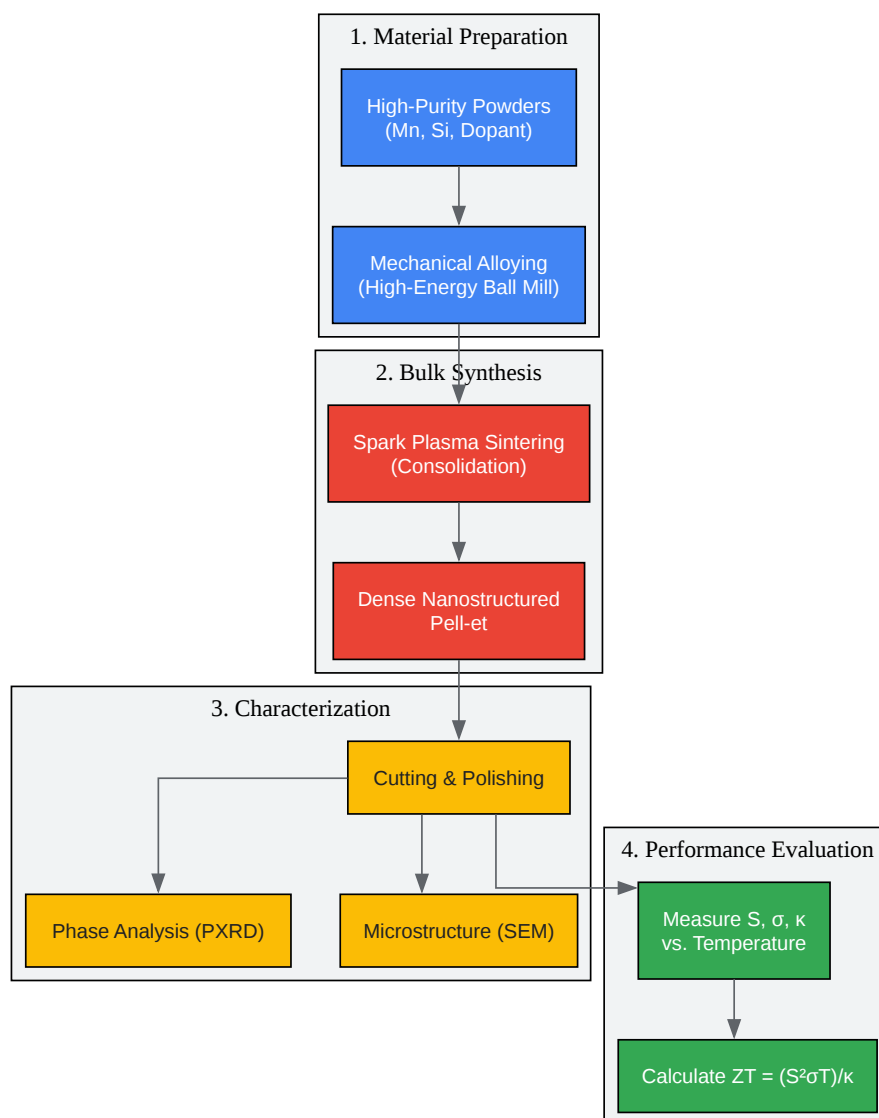 1. Material Preparation
High-Purity Powders
(Mn, Si, Dopant)
Mechanical Alloying
(High-Energy Ball Mill)
2. Bulk Synthesis
Spark Plasma Sintering
(Consolidation)
Dense Nanostructured
Pell-et
3. Characterization
Cutting & Polishing
Phase Analysis (PXRD)
Microstructure (SEM)
4. Performance Evaluation
Measure S, σ, κ
vs. Temperature
Calculate ZT = (S²σT)/κ